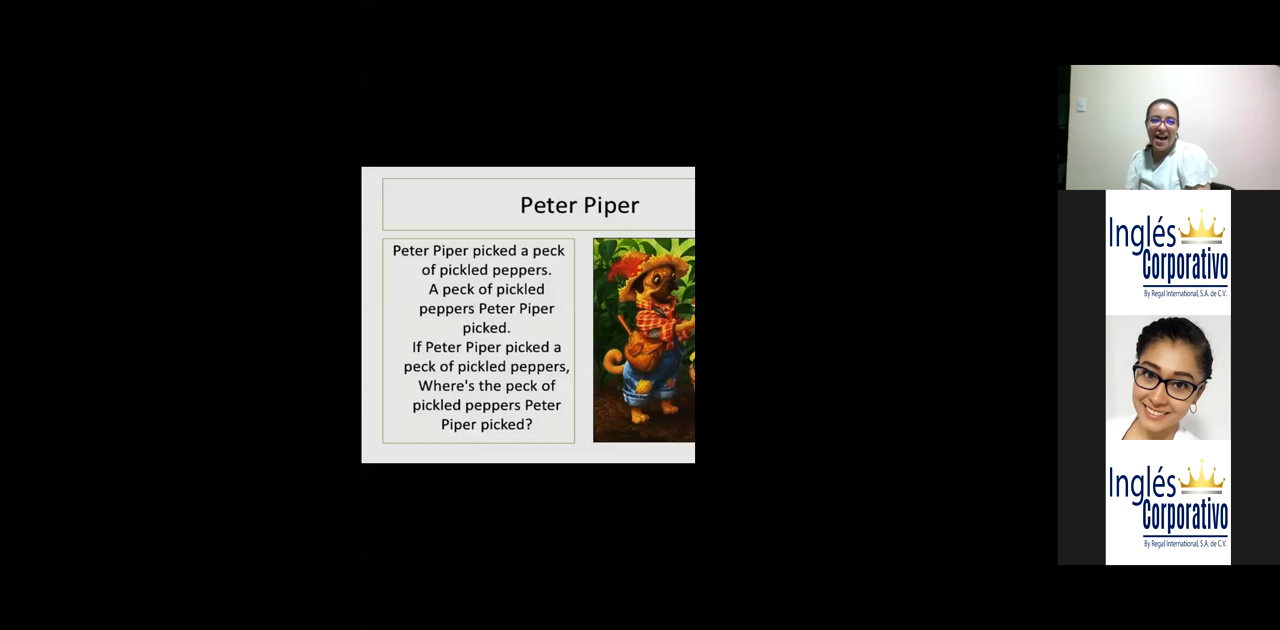 Peter Piper
Peter Piper picked a peck
of pickled peppers.
A peck of pickled
peppers Peter Piper
picked.
If Peter Piper picked a
peck of pickled peppers,
Where's the peck of
pickled peppers Peter
Piper picked?
Inglés
Corporativo
By Regal International, S.A. de C.V.
Inglés
Corporativo
By Regal International, S.A. de C.V.